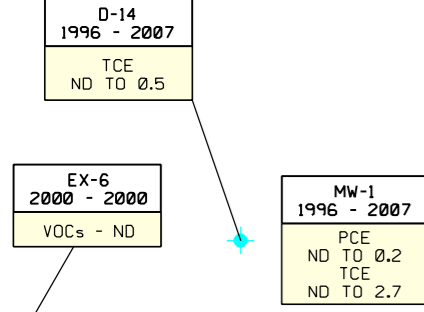 D-14
1996 - 2007
TCE
ND TO 0.5
EX-6
2000 - 2000
VOCs - ND
MW-1
1996 - 2007
PCE
ND TO 0.2
TCE
ND TO 2.7